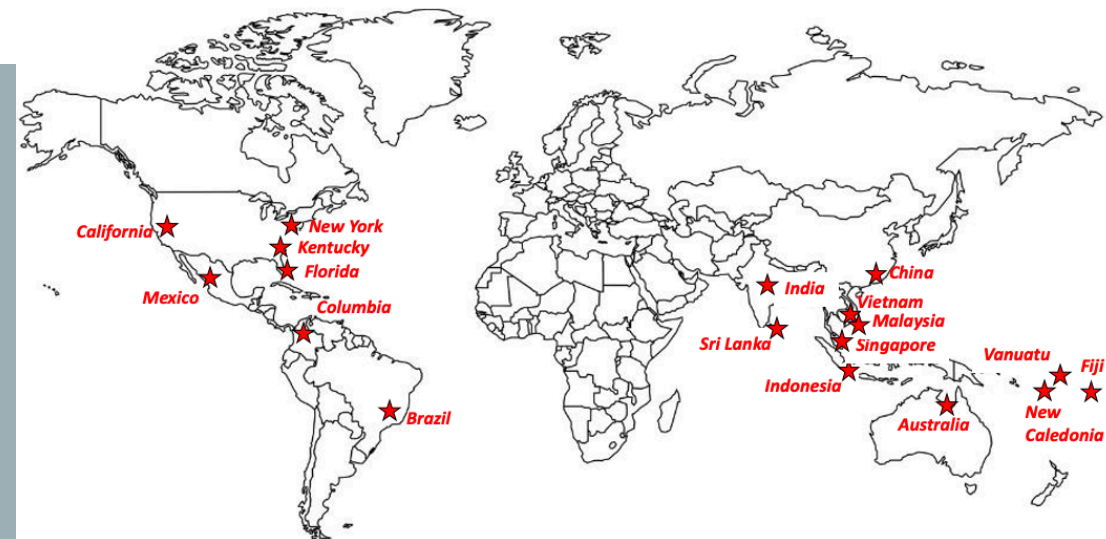 California
New York
Kentucky
Florida
Mexico
Columbia
Brazil
China
India
Vietnam
Malaysia
Sri Lanka
Singapore
Indonesia
Vanuatu
Fiji
Australia
New
Caledonia